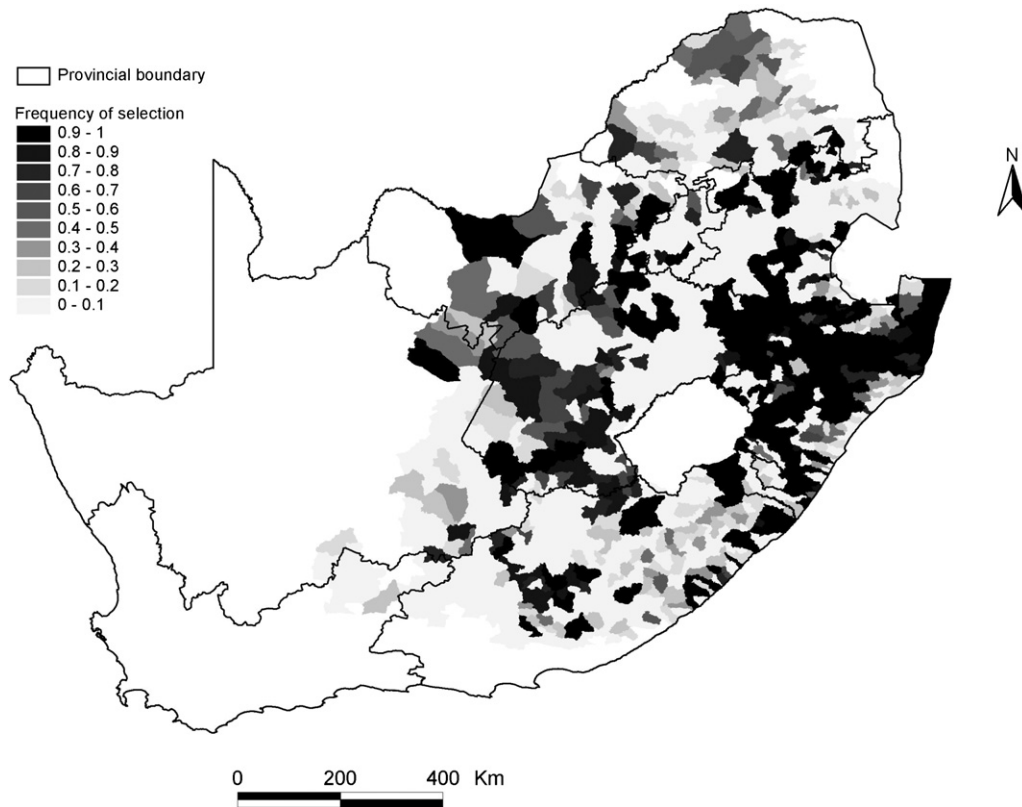 Provincial boundary
Frequency of selection
0.9 - 1
0.8 - 0.9
0.7 - 0.8
0.6 - 0.7
0.5 - 0.6
0.4 - 0.5
0.3 - 0.4
0.2 - 0.3
0.1 - 0.2
0 - 0.1
N
0 200 400 Km